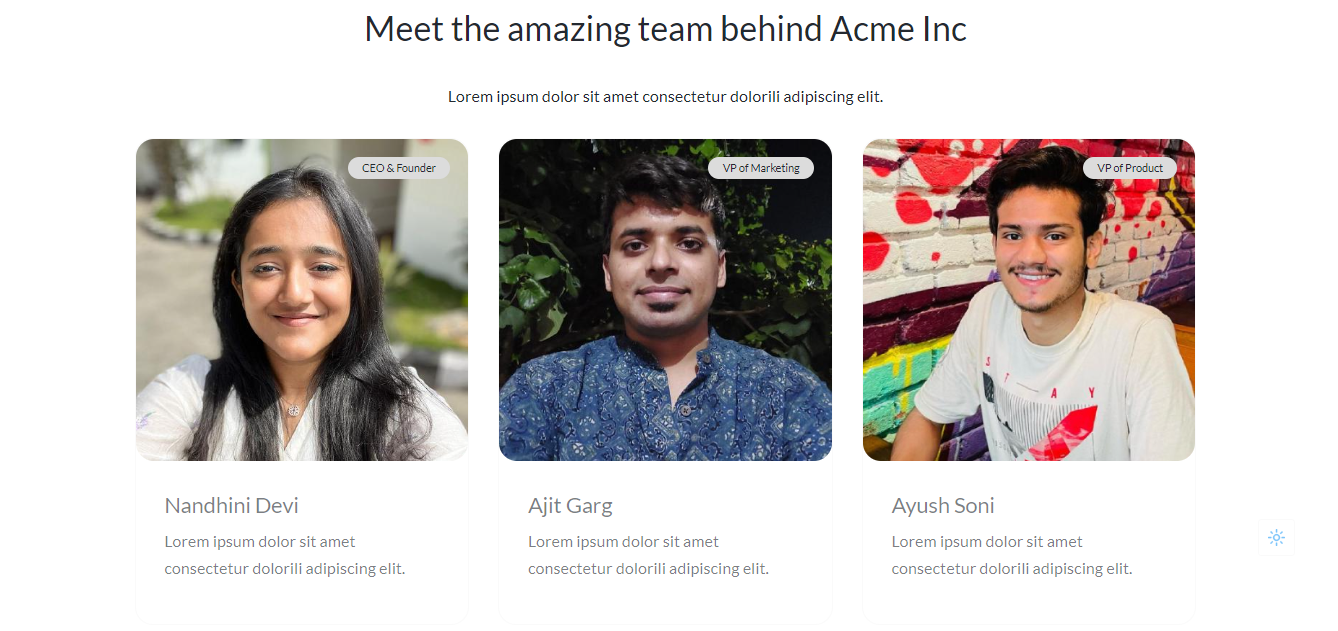 Meet the amazing team behind Acme Inc
Lorem ipsum dolor sit amet consectetur dolorili adipiscing elit.
CEO & Founder
VP of Marketing
VP of Product
S T A Y
Nandhini Devi
Lorem ipsum dolor sit amet
consectetur dolorili adipiscing elit.
Ajit Garg
Lorem ipsum dolor sit amet
consectetur dolorili adipiscing elit.
Ayush Soni
Lorem ipsum dolor sit amet
consectetur dolorili adipiscing elit.